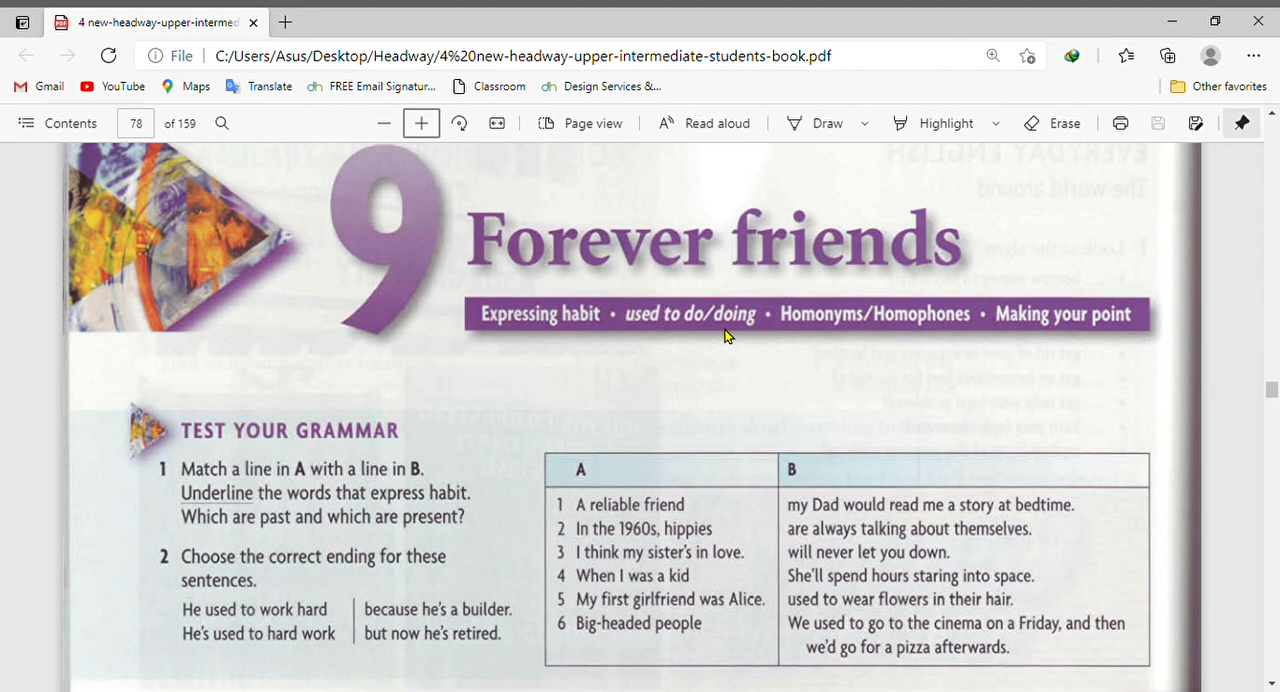 4 new-headway-upper-intermed
File C:/Users/Asus/Desktop/Headway/4%20new-headway-upper-intermediate-students-book.pdf
Gmail YouTube Maps Translate FREE Email Signatur... Classroom Design Services &... Other favorites
Contents 78 of 159 Page view Read aloud Draw Highlight Erase
EVERYDAY ENGLISH
The world around
9 Forever friends
Expressing habit • used to do/doing • Homonyms/Homophones • Making your point
TEST YOUR GRAMMAR
1 Match a line in A with a line in B.
Underline the words that express habit.
Which are past and which are present?
2 Choose the correct ending for these
sentences.
He used to work hard because he's a builder.
He's used to hard work but now he's retired.
A B
1 A reliable friend my Dad would read me a story at bedtime.
2 In the 1960s, hippies are always talking about themselves.
3 I think my sister's in love. will never let you down.
4 When I was a kid She'll spend hours staring into space.
5 My first girlfriend was Alice. used to wear flowers in their hair.
6 Big-headed people We used to go to the cinema on a Friday, and then
we'd go for a pizza afterwards.